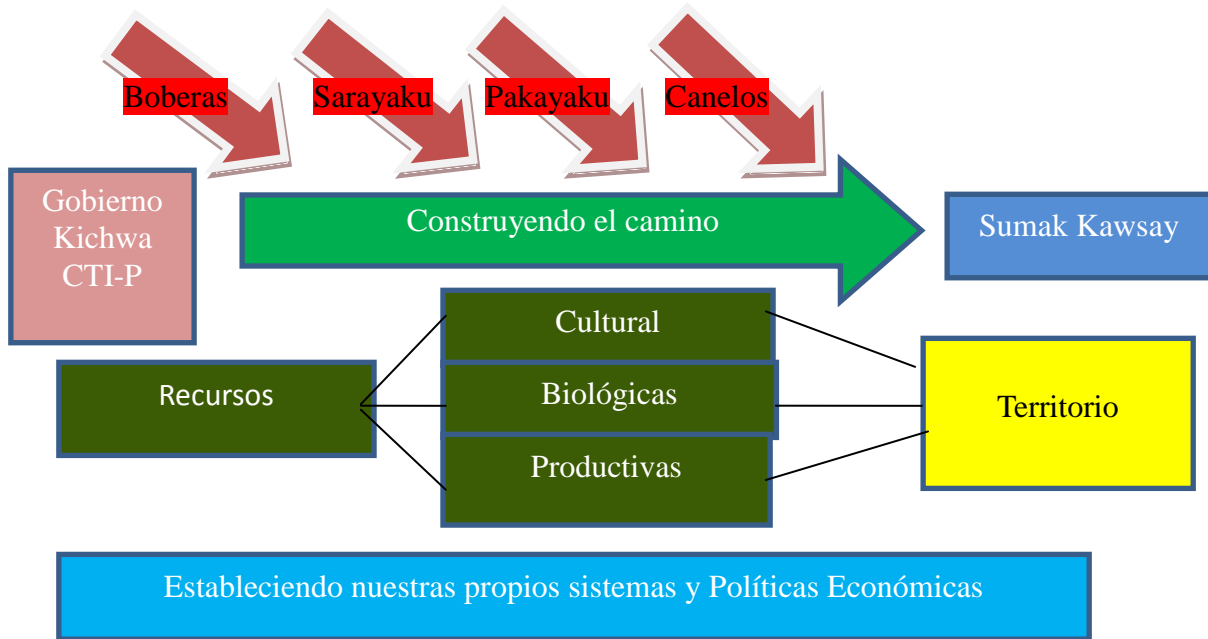 Boberas
Sarayaku
Pakayaku
Canelos
Gobierno
Kichwa
CTI-P
Construyendo el camino
Sumak Kawsay
Cultural
Recursos
Biológicas
Territorio
Productivas
Estableciendo nuestras propios sistemas y Políticas Económicas